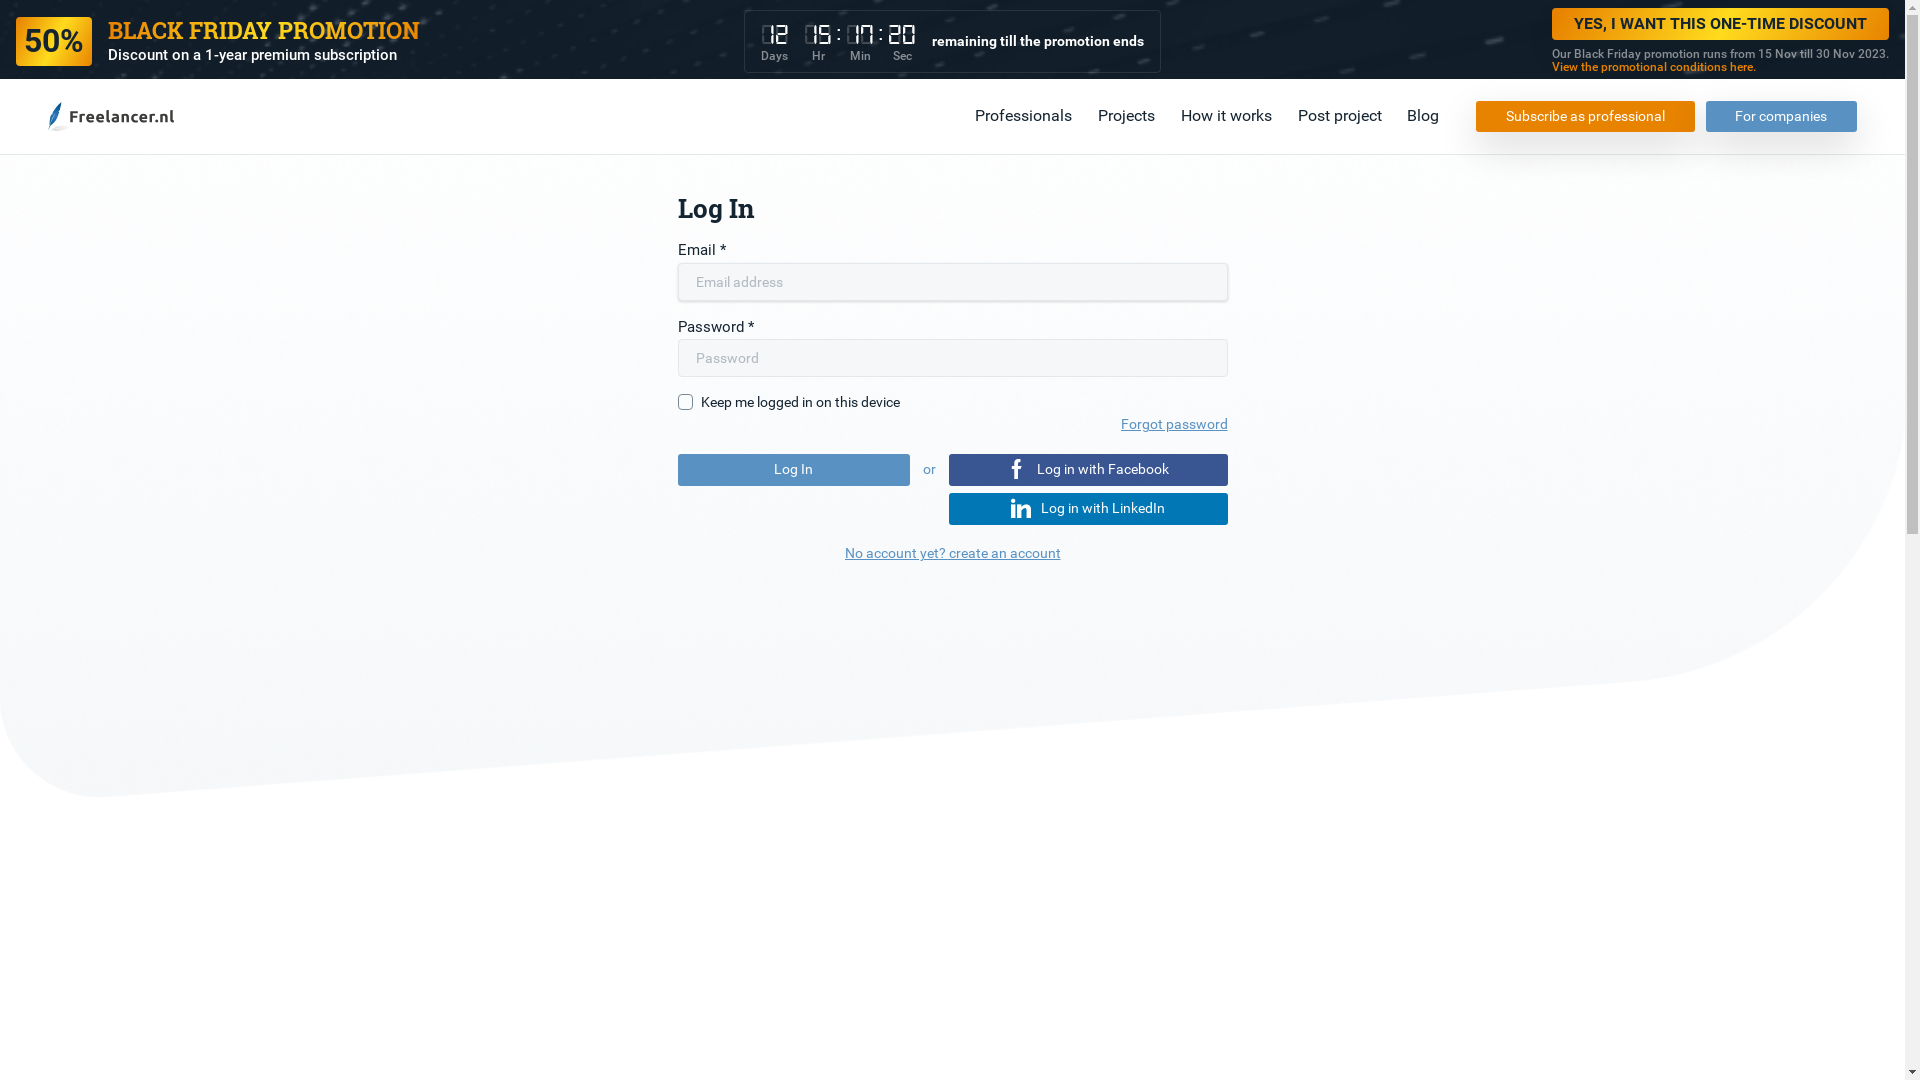 50%
BLACK FRIDAY PROMOTION
Discount on a 1-year premium subscription
12 15 : 17 : 20
Days Hr Min Sec
remaining till the promotion ends
YES, I WANT THIS ONE-TIME DISCOUNT
Our Black Friday promotion runs from 15 Nov till 30 Nov 2023.
View the promotional conditions here.
Freelancer.nl
Professionals
Projects
How it works
Post project
Blog
Subscribe as professional
For companies
Log In
Email *
Email address
Password *
Password
Keep me logged in on this device
Forgot password
Log In
or
Log in with Facebook
in Log in with LinkedIn
No account yet? create an account